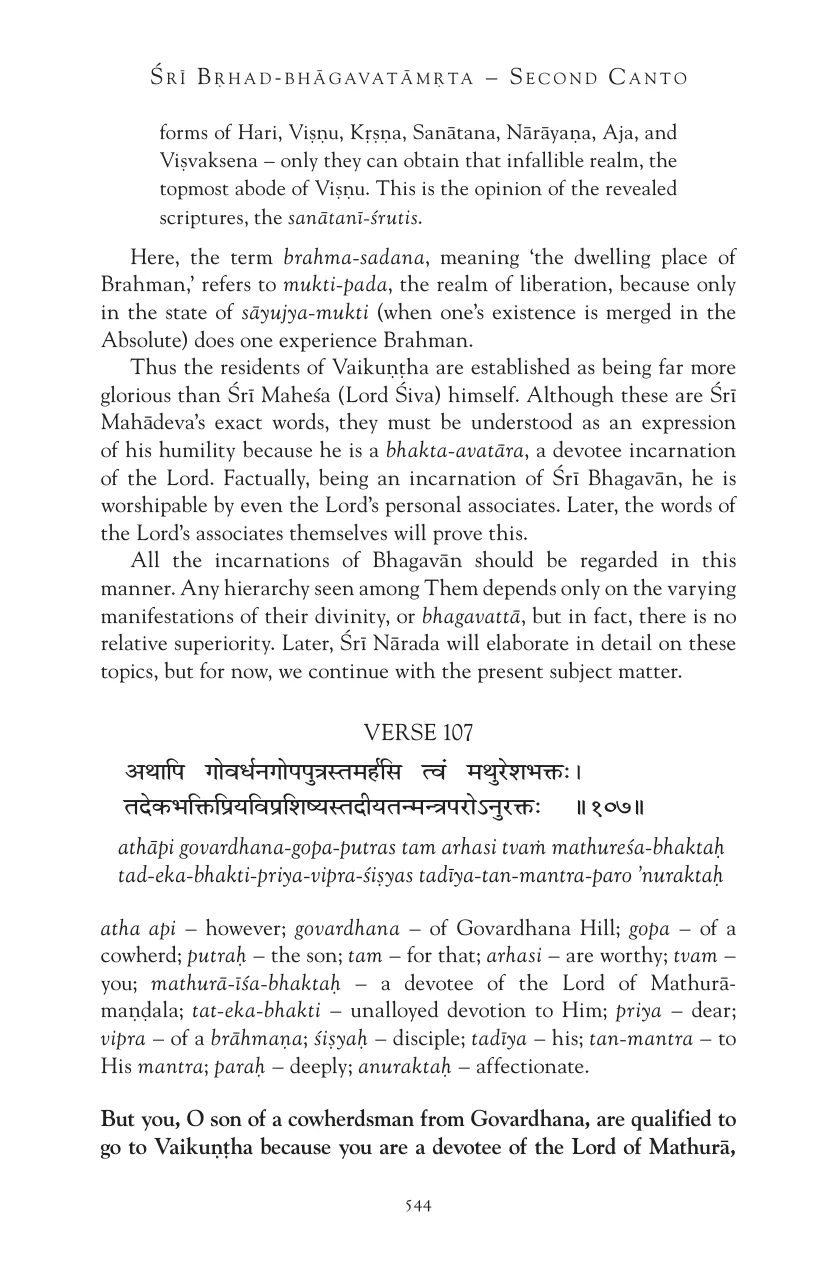 Śrī Bṛhad-bhāgavatāmṛta – Second Canto
forms of Hari, Viṣṇu, Kṛṣṇa, Sanātana, Nārāyaṇa, Aja, and
Viṣvaksena – only they can obtain that infallible realm, the
topmost abode of Viṣṇu. This is the opinion of the revealed
scriptures, the sanātanī-śrutis.
Here, the term brahma-sadana, meaning ‘the dwelling place of
Brahman,’ refers to mukti-pada, the realm of liberation, because only
in the state of sāyujya-mukti (when one’s existence is merged in the
Absolute) does one experience Brahman.
Thus the residents of Vaikuṇṭha are established as being far more
glorious than Śrī Maheśa (Lord Śiva) himself. Although these are Śrī
Mahādeva’s exact words, they must be understood as an expression
of his humility because he is a bhakta-avatāra, a devotee incarnation
of the Lord. Factually, being an incarnation of Śrī Bhagavān, he is
worshipable by even the Lord’s personal associates. Later, the words of
the Lord’s associates themselves will prove this.
All the incarnations of Bhagavān should be regarded in this
manner. Any hierarchy seen among Them depends only on the varying
manifestations of their divinity, or bhagavattā, but in fact, there is no
relative superiority. Later, Śrī Nārada will elaborate in detail on these
topics, but for now, we continue with the present subject matter.
VERSE 107
अथापि गोवर्धनगोपपुत्रस्तमर्हसि त्वं मथुरेशभक्तः।
तदेकभक्तिप्रियविप्रशिष्यस्तदीयतन्मन्त्रपरोऽनुरक्तः ॥१०७॥
athāpi govardhana-gopa-putras tam arhasi tvaṁ mathureśa-bhaktaḥ
tad-eka-bhakti-priya-vipra-śiṣyas tadīya-tan-mantra-paro ’nuraktaḥ
atha api – however; govardhana – of Govardhana Hill; gopa – of a
cowherd; putraḥ – the son; tam – for that; arhasi – are worthy; tvam –
you; mathurā-īśa-bhaktaḥ – a devotee of the Lord of Mathurā-
maṇḍala; tat-eka-bhakti – unalloyed devotion to Him; priya – dear;
vipra – of a brāhmaṇa; śiṣyaḥ – disciple; tadīya – his; tan-mantra – to
His mantra; paraḥ – deeply; anuraktaḥ – affectionate.
But you, O son of a cowherdsman from Govardhana, are qualified to
go to Vaikuṇṭha because you are a devotee of the Lord of Mathurā,
544